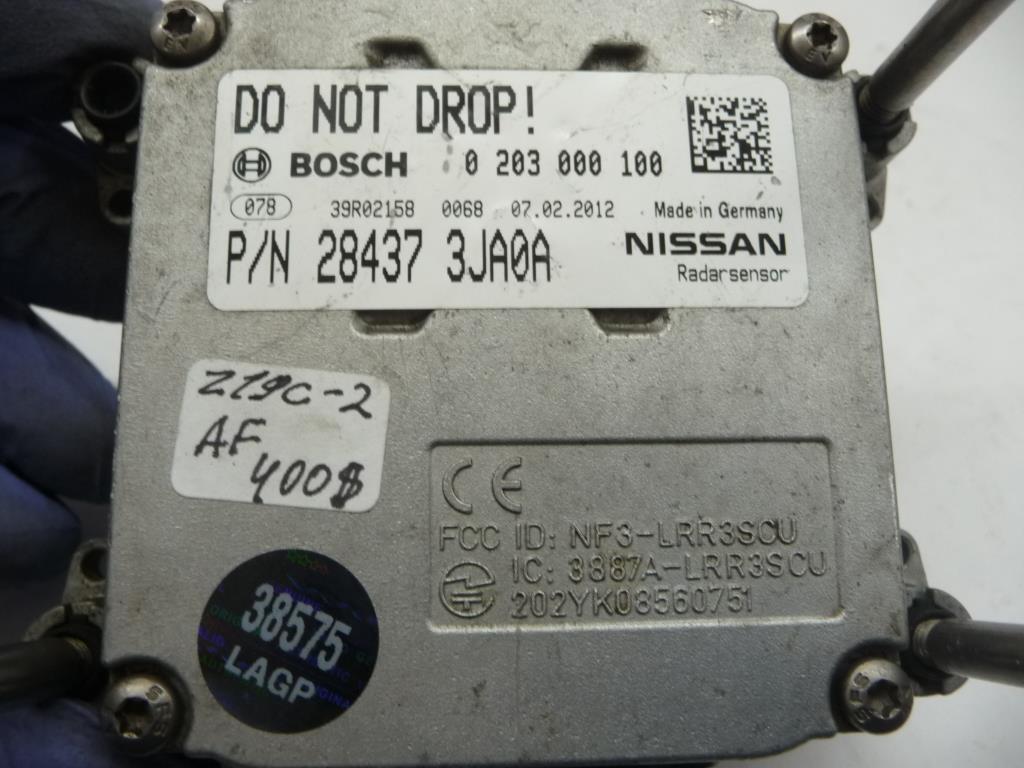 DO NOT DROP!
BOSCH 0 203 000 100
078 39R02158 0068 07.02.2012 Made in Germany
P/N 28437 3JA0A NISSAN
Radarsensor
Z19C-2
AF
400$
CE
FCC ID: NF3-LRR3SCU
IC: 3887A-LRR3SCU
202YK08560751
38575
LAGP